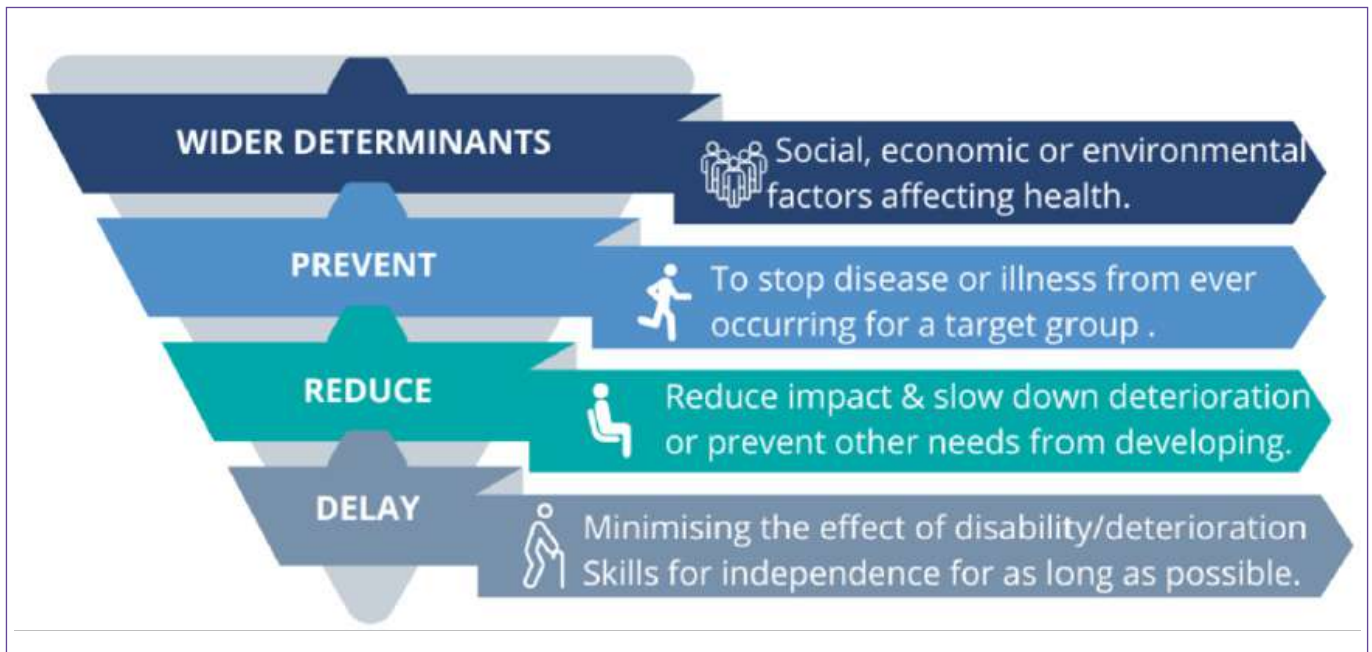 WIDER DETERMINANTS
Social, economic or environmental
factors affecting health.
PREVENT
To stop disease or illness from ever
occurring for a target group .
REDUCE
Reduce impact & slow down deterioration
or prevent other needs from developing.
DELAY
Minimising the effect of disability/deterioration
Skills for independence for as long as possible.